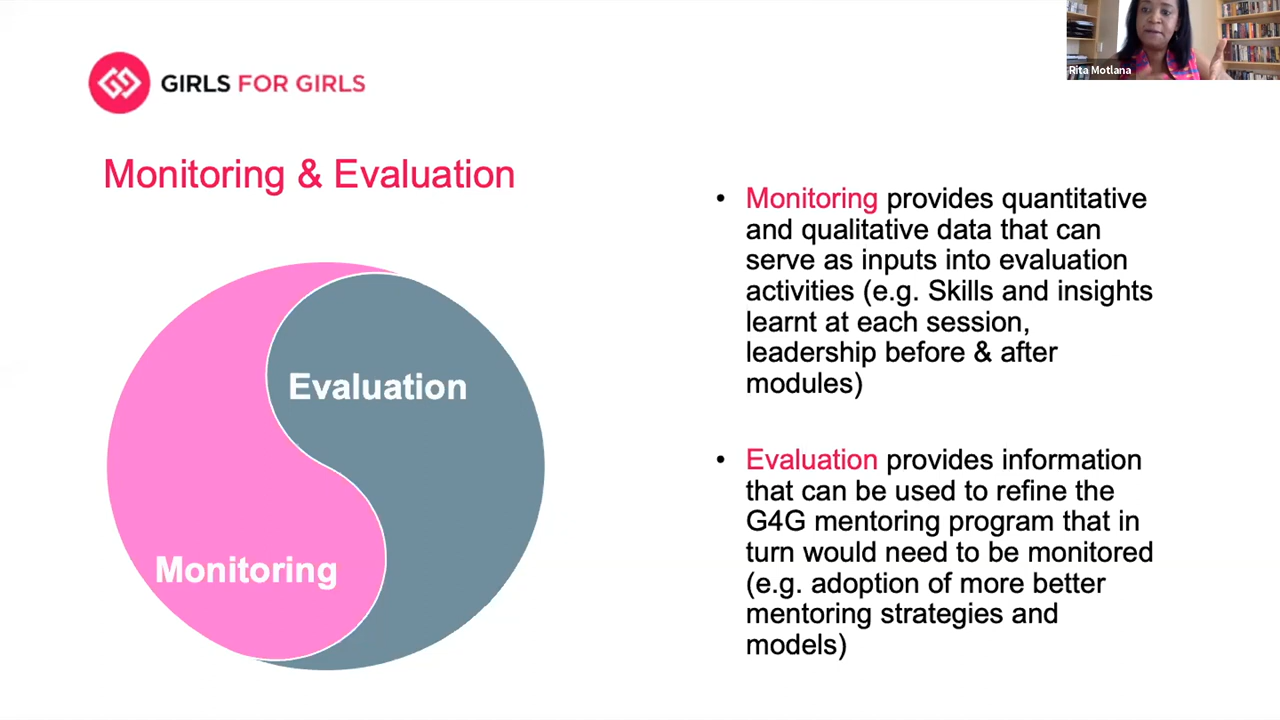 Rita Motlana
GIRLS FOR GIRLS
Monitoring & Evaluation
Evaluation
Monitoring
• Monitoring provides quantitative
and qualitative data that can
serve as inputs into evaluation
activities (e.g. Skills and insights
learnt at each session,
leadership before & after
modules)
• Evaluation provides information
that can be used to refine the
G4G mentoring program that in
turn would need to be monitored
(e.g. adoption of more better
mentoring strategies and
models)